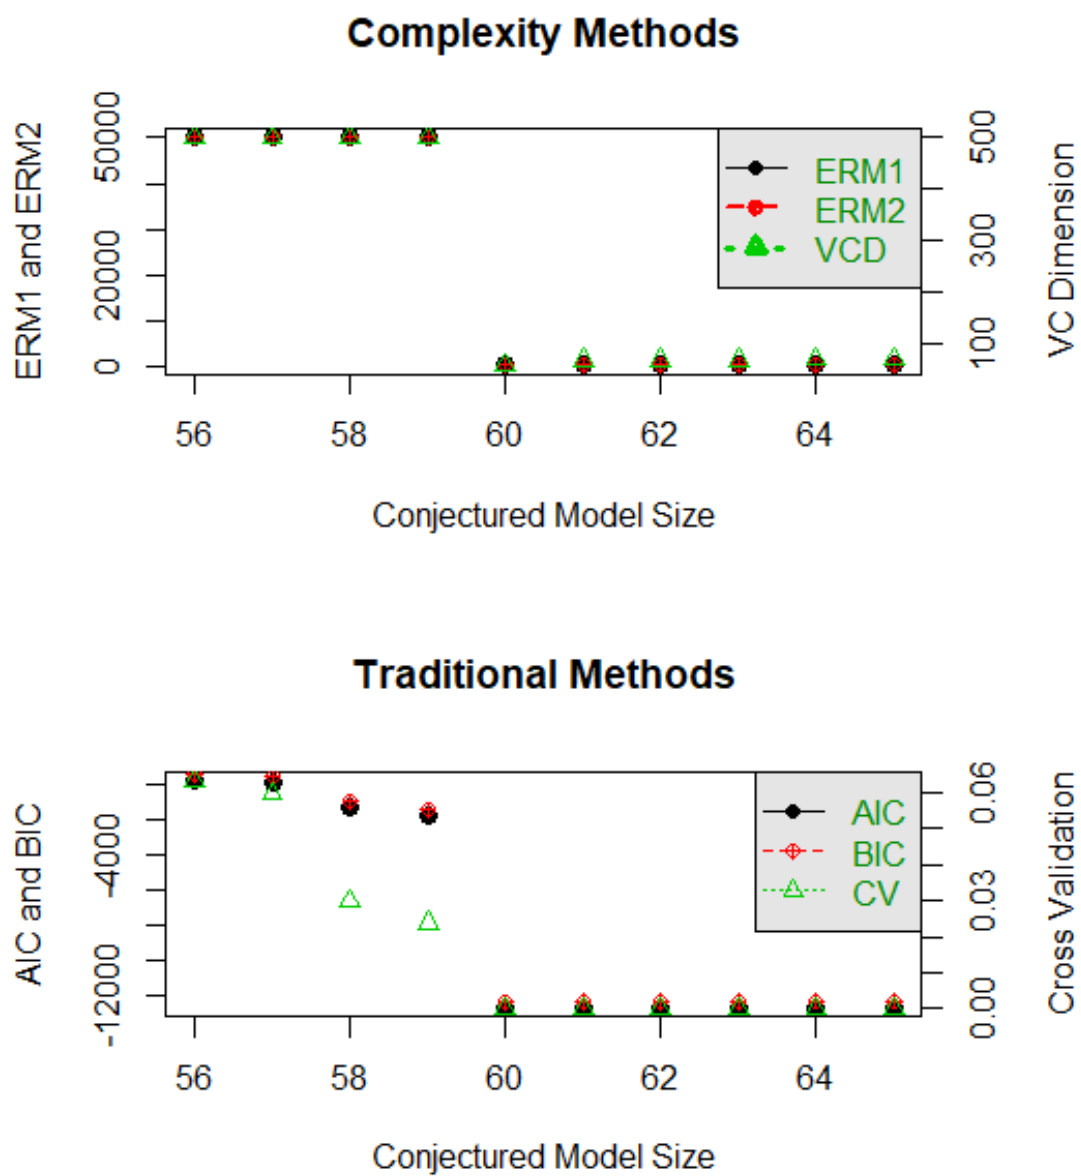 Complexity Methods
ERM1 and ERM2
0 20000 50000
ERM1
ERM2
VCD
100 300 500
VC Dimension
56 58 60 62 64
Conjectured Model Size
Traditional Methods
AIC and BIC
-12000 -4000
AIC
BIC
CV
0.00 0.03 0.06
Cross Validation
56 58 60 62 64
Conjectured Model Size